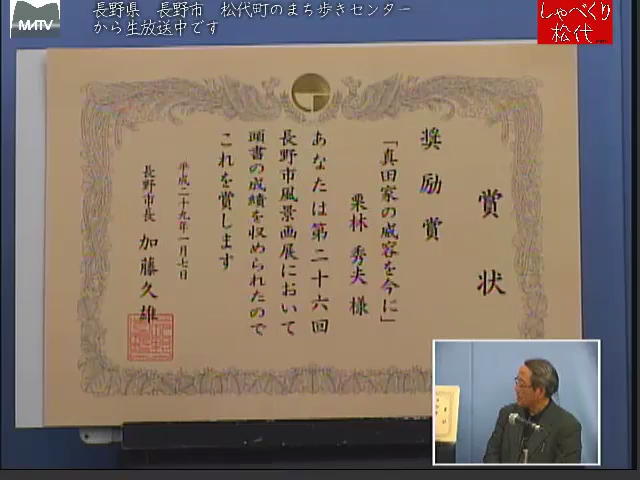 MATV
長野県　長野市　松代町のまち歩きセンター
から生放送中です
しゃべくり
松代
賞状
奨励賞
「真田家の威容を今に」
栗林　秀夫　様
あなたは第二十六回
長野市風景画展において
頭書の成績を収められたので
これを賞します
平成二十九年一月七日
長野市長　加藤久雄